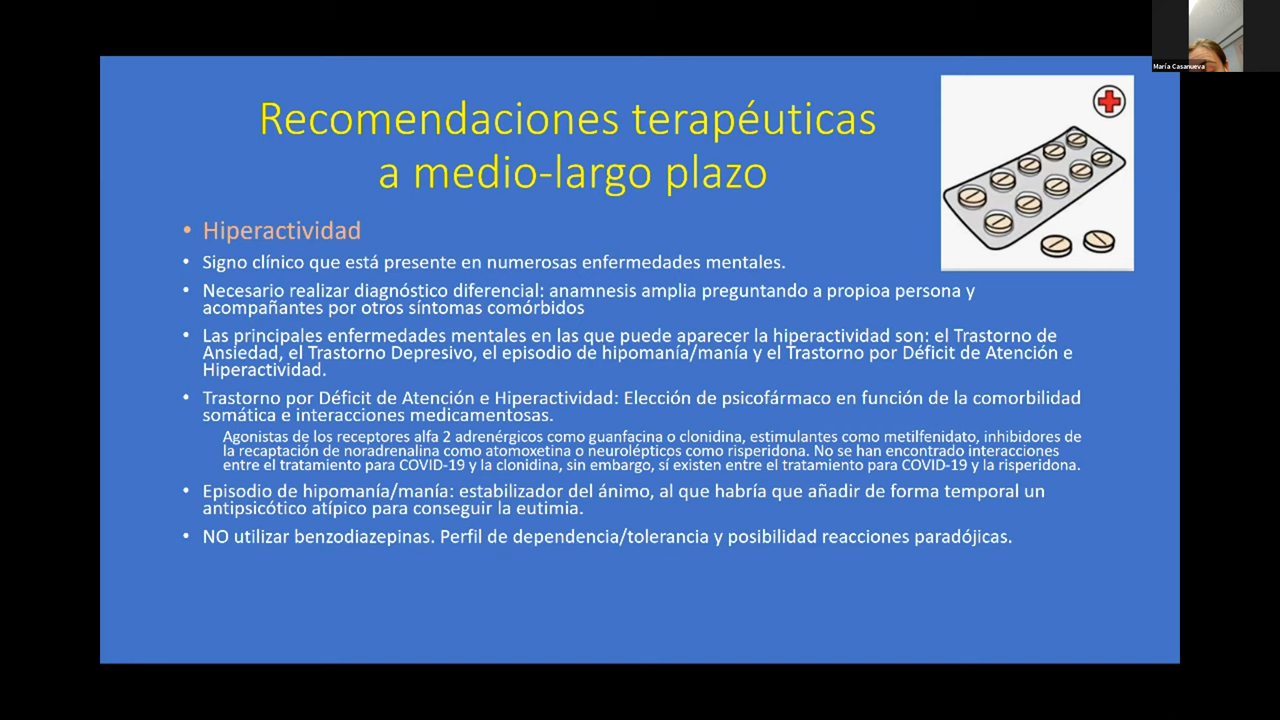 María Casanueva
Recomendaciones terapéuticas
a medio-largo plazo
• Hiperactividad
• Signo clínico que está presente en numerosas enfermedades mentales.
• Necesario realizar diagnóstico diferencial: anamnesis amplia preguntando a propioa persona y
acompañantes por otros síntomas comórbidos
• Las principales enfermedades mentales en las que puede aparecer la hiperactividad son: el Trastorno de
Ansiedad, el Trastorno Depresivo, el episodio de hipomanía/manía y el Trastorno por Déficit de Atención e
Hiperactividad.
• Trastorno por Déficit de Atención e Hiperactividad: Elección de psicofármaco en función de la comorbilidad
somática e interacciones medicamentosas.
Agonistas de los receptores alfa 2 adrenérgicos como guanfacina o clonidina, estimulantes como metilfenidato, inhibidores de
la recaptación de noradrenalina como atomoxetina o neurolépticos como risperidona. No se han encontrado interacciones
entre el tratamiento para COVID-19 y la clonidina, sin embargo, sí existen entre el tratamiento para COVID-19 y la risperidona.
• Episodio de hipomanía/manía: estabilizador del ánimo, al que habría que añadir de forma temporal un
antipsicótico atípico para conseguir la eutimia.
• NO utilizar benzodiazepinas. Perfil de dependencia/tolerancia y posibilidad reacciones paradójicas.